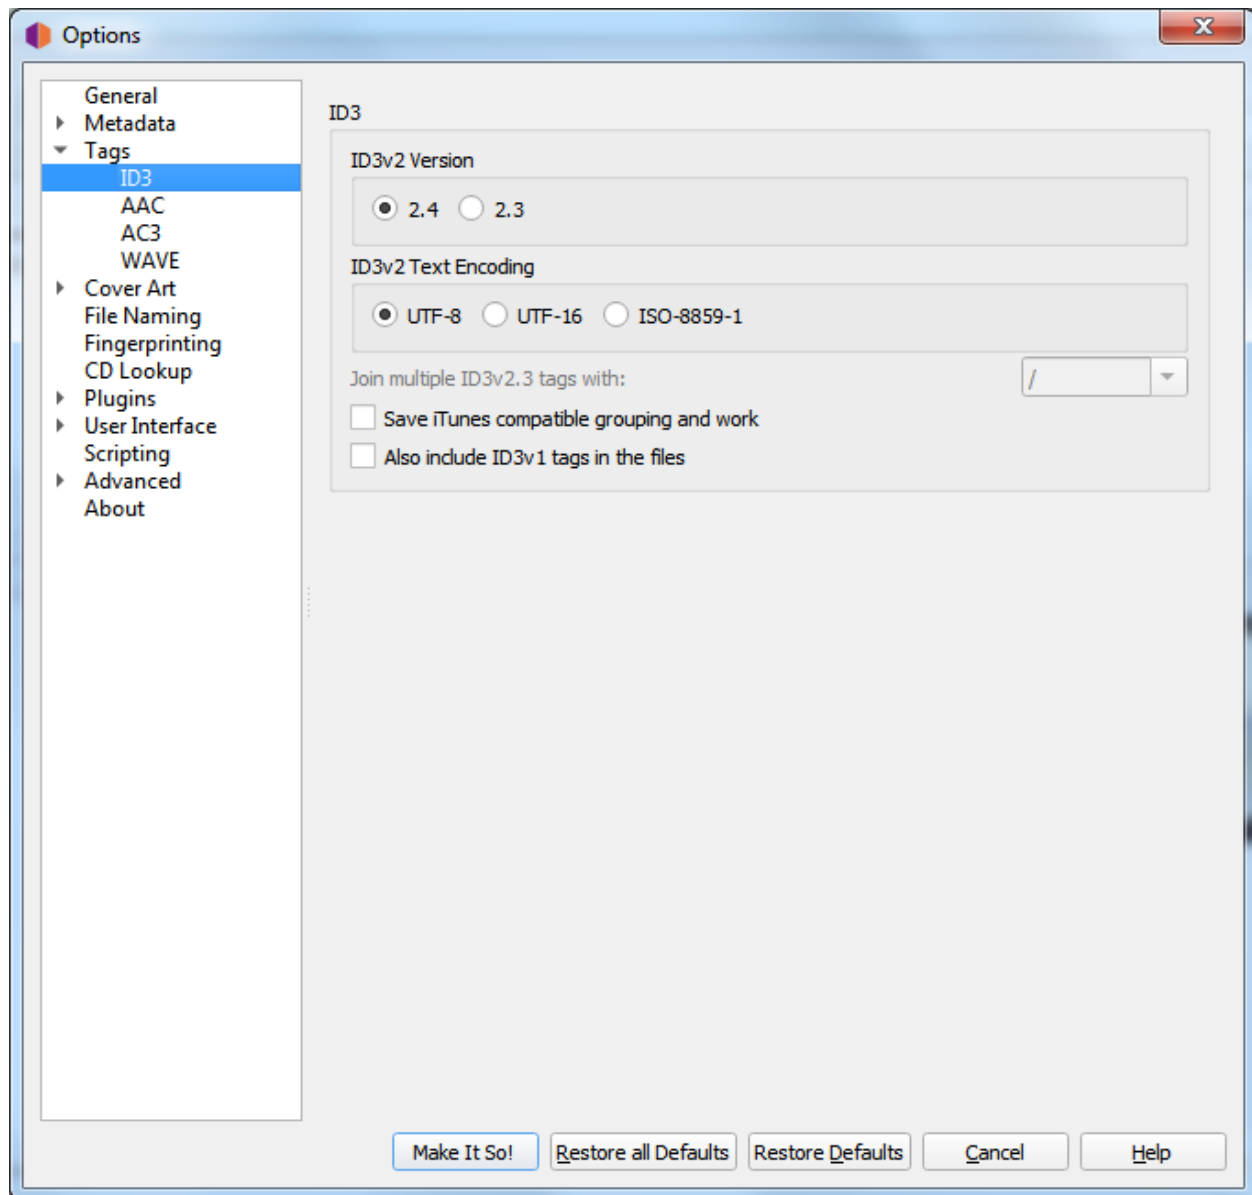 Options
General
Metadata
Tags
ID3
AAC
AC3
WAVE
Cover Art
File Naming
Fingerprinting
CD Lookup
Plugins
User Interface
Scripting
Advanced
About
ID3
ID3v2 Version
2.4 2.3
ID3v2 Text Encoding
UTF-8 UTF-16 ISO-8859-1
Join multiple ID3v2.3 tags with: /
Save iTunes compatible grouping and work
Also include ID3v1 tags in the files
Make It So! Restore all Defaults Restore Defaults Cancel Help